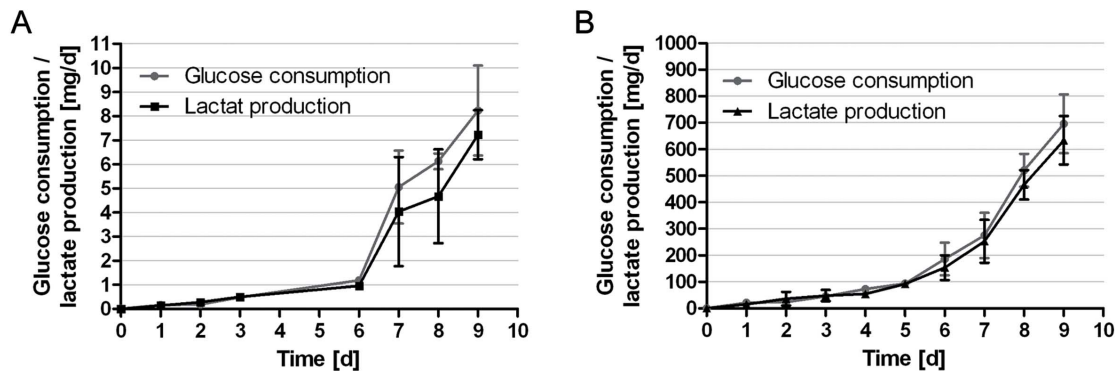 A
Glucose consumption /
lactate production [mg/d]
11
10
9
8
7
6
5
4
3
2
1
0
Glucose consumption
Lactat production
0 1 2 3 4 5 6 7 8 9 10
Time [d]
B
Glucose consumption /
lactate production [mg/d]
1000
900
800
700
600
500
400
300
200
100
0
Glucose consumption
Lactate production
0 1 2 3 4 5 6 7 8 9 10
Time [d]